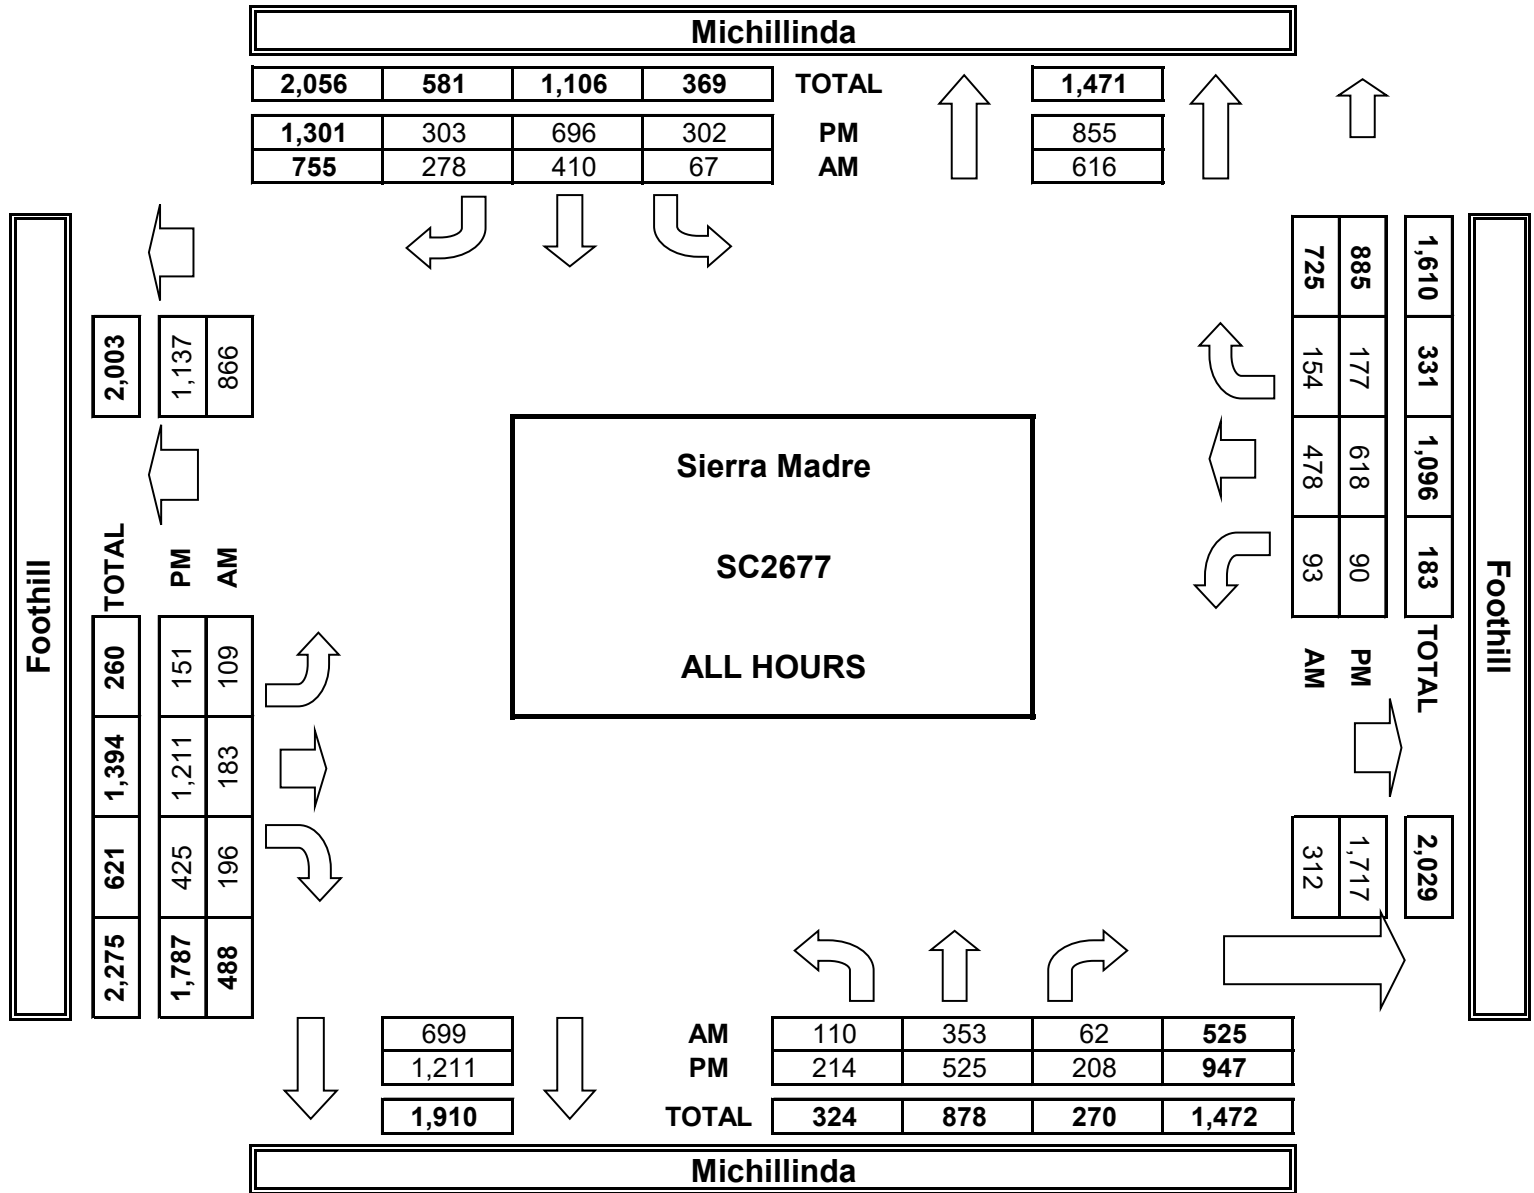 Michillinda
2,056 581 1,106 369 TOTAL 1,471
1,301 303 696 302 PM 855
755 278 410 67 AM 616
Foothill
2,003
1,137
866
TOTAL
PM
AM
260 151 109
1,394 1,211 183
621 425 196
2,275 1,787 488
Sierra Madre
SC2677
ALL HOURS
725 885 1,610
154 177 331
478 618 1,096
93 90 183
AM PM TOTAL
312 1,717 2,029
Foothill
699 AM 110 353 62 525
1,211 PM 214 525 208 947
1,910 TOTAL 324 878 270 1,472
Michillinda